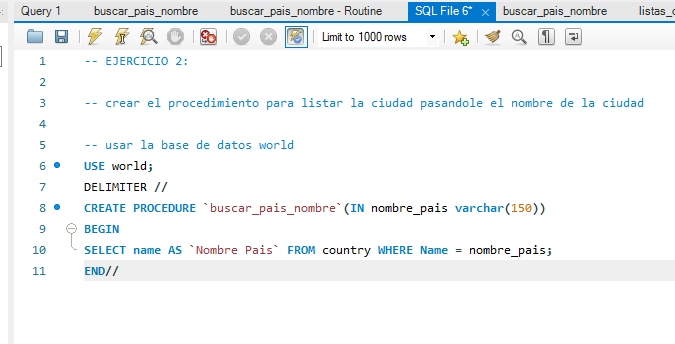 Query 1 buscar_pais_nombre buscar_pais_nombre - Routine SQL File 6* buscar_pais_nombre listas_
Limit to 1000 rows
1 -- EJERCICIO 2:
2
3 -- crear el procedimiento para listar la ciudad pasandole el nombre de la ciudad
4
5 -- usar la base de datos world
6 USE world;
7 DELIMITER //
8 CREATE PROCEDURE `buscar_pais_nombre`(IN nombre_pais varchar(150))
9 BEGIN
10 SELECT name AS `Nombre Pais` FROM country WHERE Name = nombre_pais;
11 END//